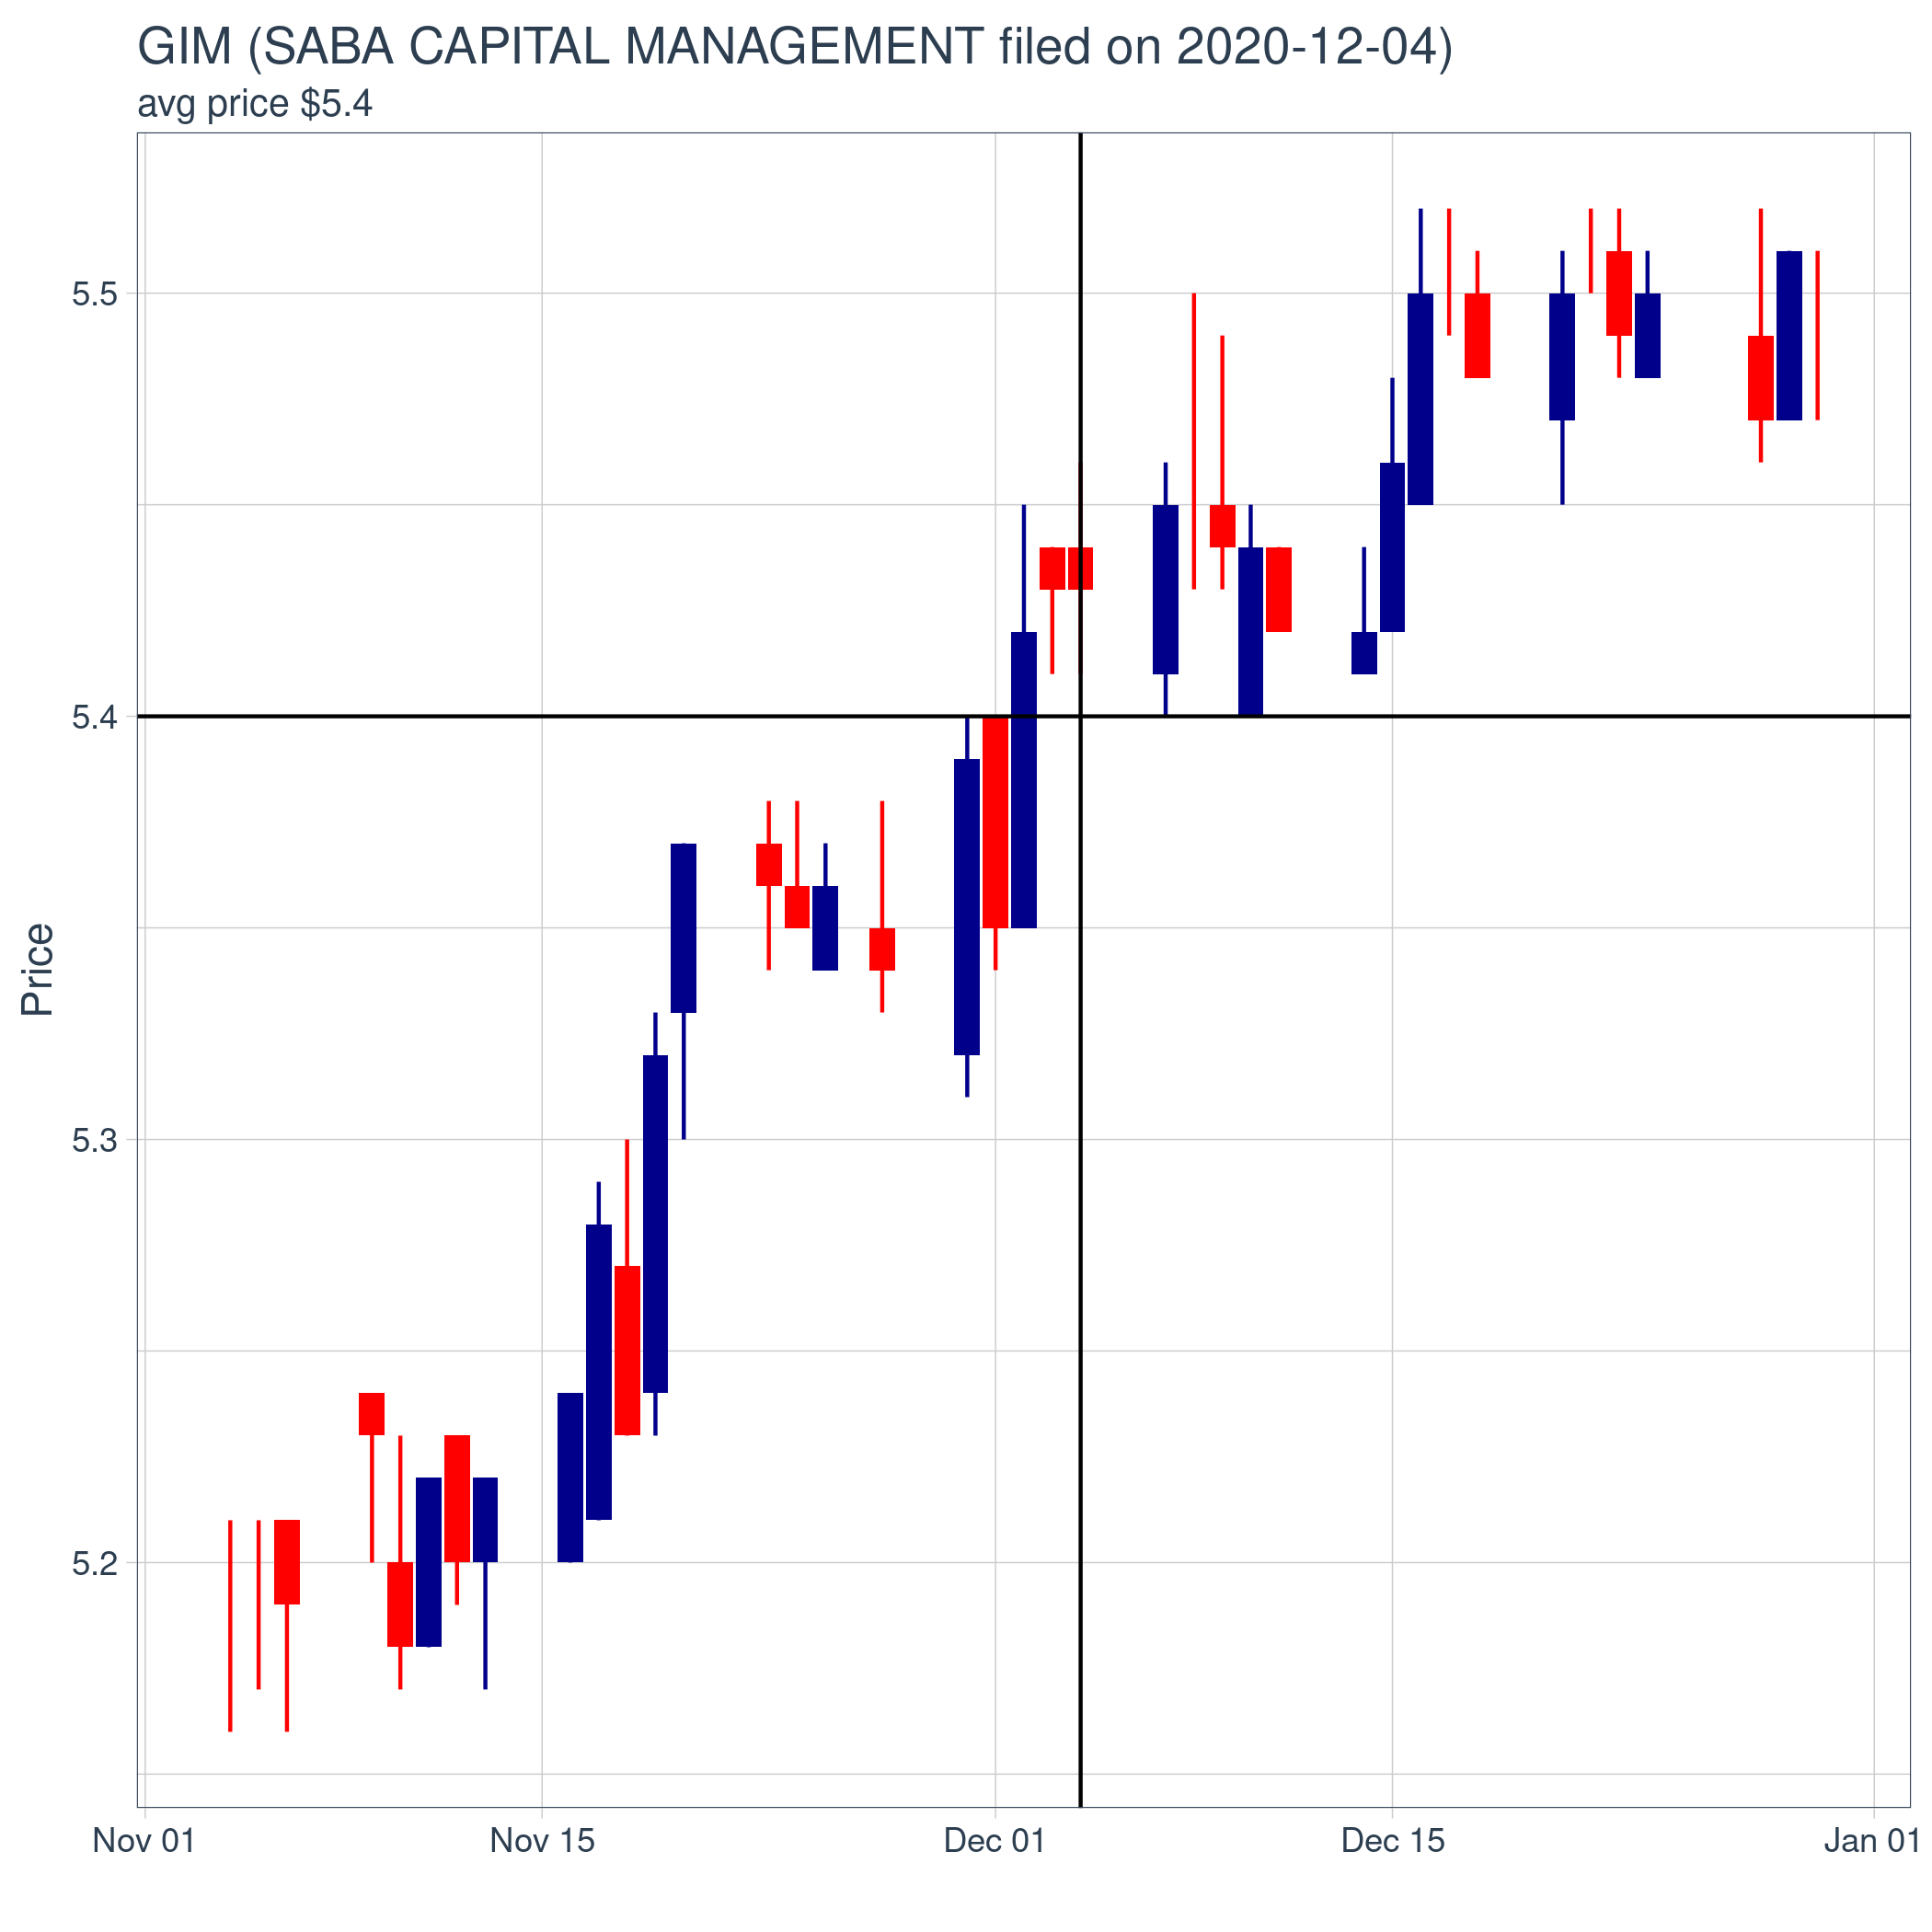 GIM (SABA CAPITAL MANAGEMENT filed on 2020-12-04)
avg price $5.4
5.5
5.4
5.3
5.2
Price
Nov 01
Nov 15
Dec 01
Dec 15
Jan 01